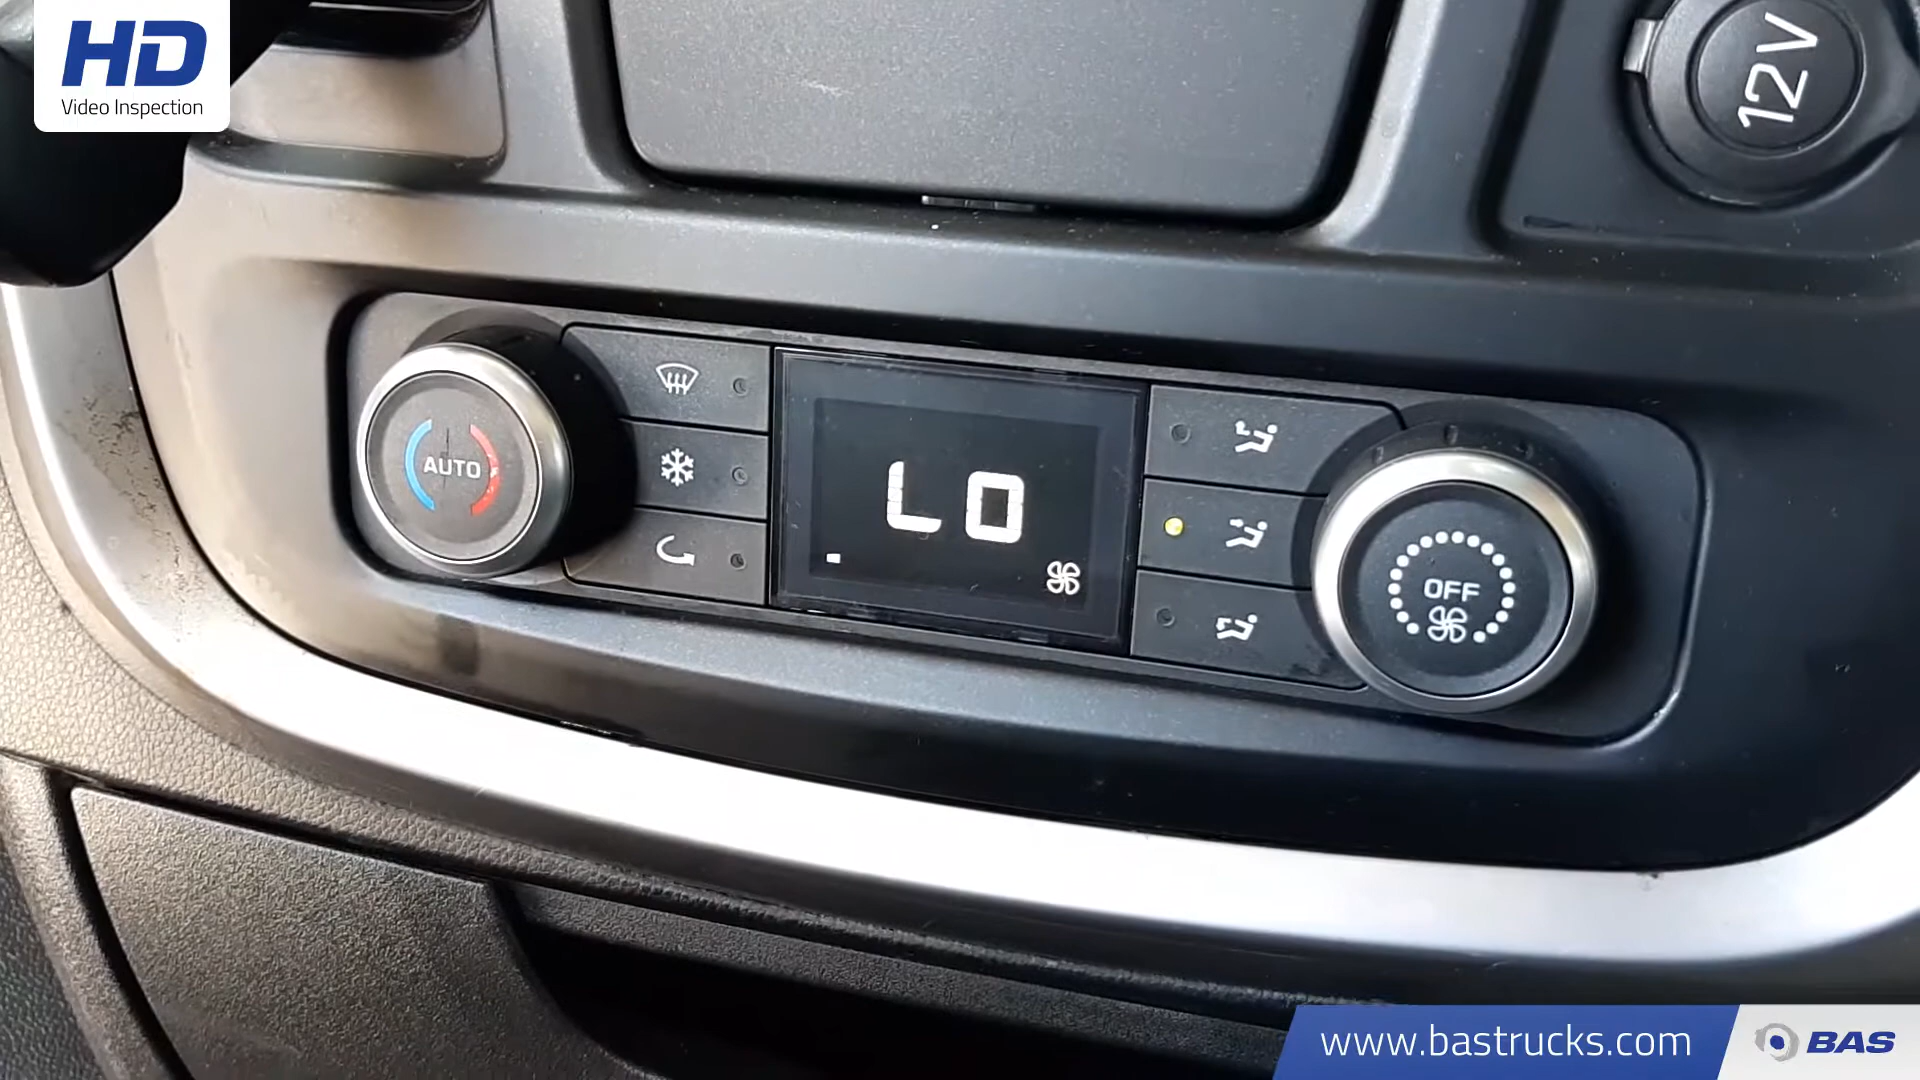 HD
Video Inspection
12V
AUTO
LO
OFF
www.bastrucks.com
BAS